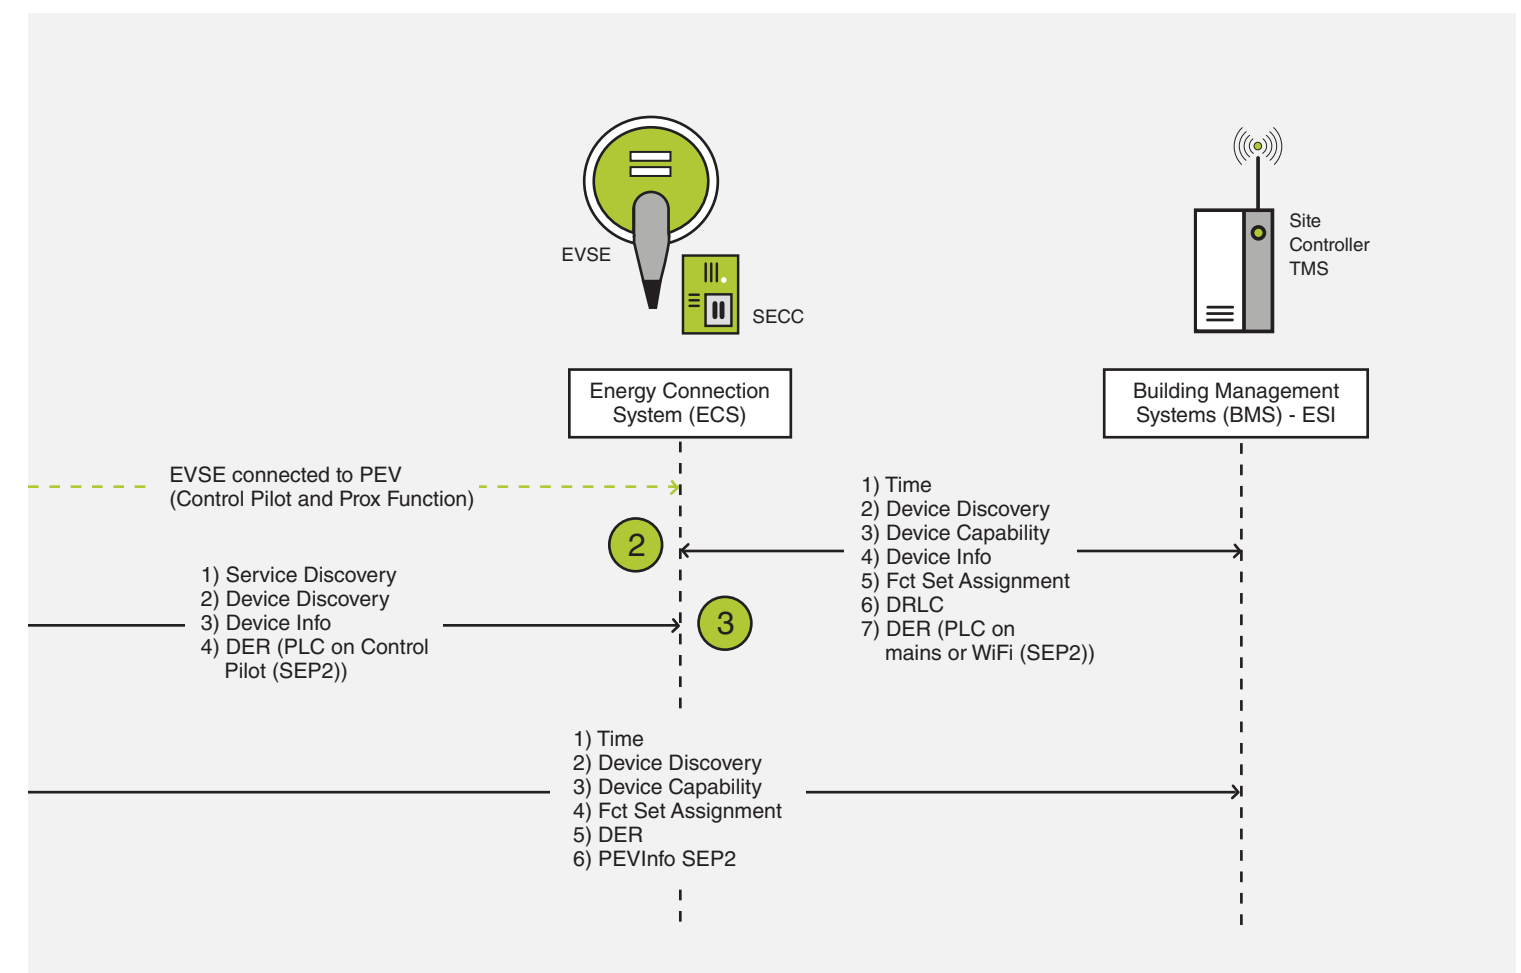 EVSE
SECC
Site
Controller
TMS
Energy Connection
System (ECS)
Building Management
Systems (BMS) - ESI
EVSE connected to PEV
(Control Pilot and Prox Function)
1) Time
2) Device Discovery
3) Device Capability
4) Device Info
5) Fct Set Assignment
6) DRLC
7) DER (PLC on
mains or WiFi (SEP2))
2
1) Service Discovery
2) Device Discovery
3) Device Info
4) DER (PLC on Control
Pilot (SEP2))
3
1) Time
2) Device Discovery
3) Device Capability
4) Fct Set Assignment
5) DER
6) PEVInfo SEP2